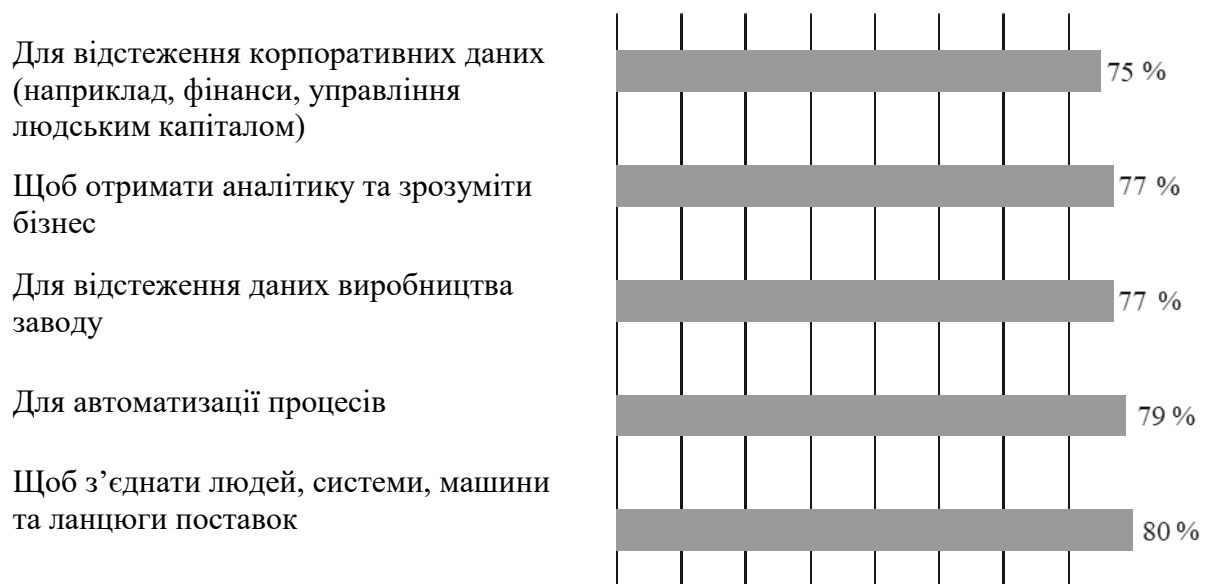 Для відстеження корпоративних даних
(наприклад, фінанси, управління
людським капіталом)
75 %
Щоб отримати аналітику та зрозуміти
бізнес
77 %
Для відстеження даних виробництва
заводу
77 %
Для автоматизації процесів
79 %
Щоб з’єднати людей, системи, машини
та ланцюги поставок
80 %